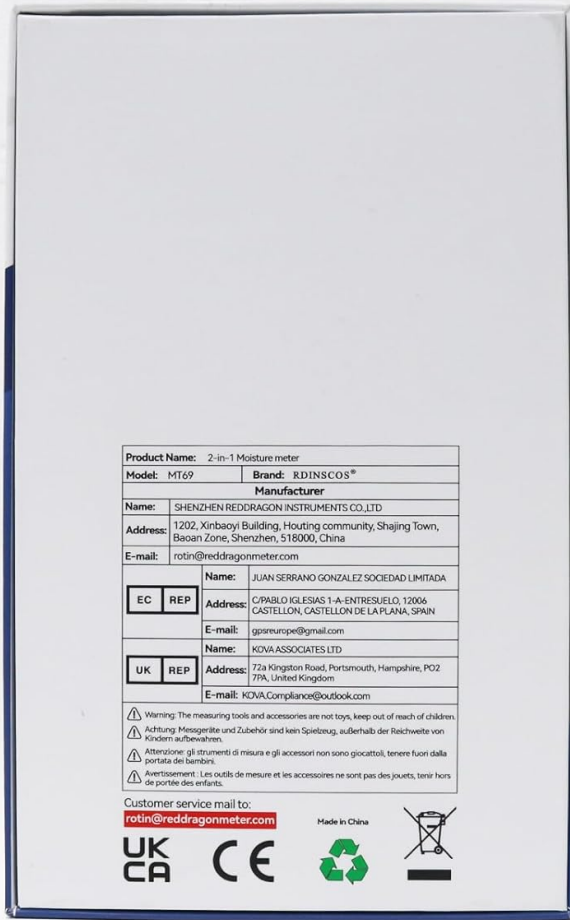 Product Name: 2-in-1 Moisture meter
Model: MT69 Brand: RDINSCOS®
Manufacturer
Name: SHENZHEN REDDRAGON INSTRUMENTS CO.,LTD
Address: 1202, Xinbaoyi Building, Houting community, Shajing Town,
Baoan Zone, Shenzhen, 518000, China
E-mail: rotin@reddragonmeter.com
EC REP
Name: JUAN SERRANO GONZALEZ SOCIEDAD LIMITADA
Address: C/PABLO IGLESIAS 1-A-ENTRESUELO, 12006
CASTELLON, CASTELLON DE LA PLANA, SPAIN
E-mail: gpsreurope@gmail.com
UK REP
Name: KOVA ASSOCIATES LTD
Address: 72a Kingston Road, Portsmouth, Hampshire, PO2
7PA, United Kingdom
E-mail: KOVA.Compliance@outlook.com
Warning: The measuring tools and accessories are not toys, keep out of reach of children.
Achtung: Messgeräte und Zubehör sind kein Spielzeug, außerhalb der Reichweite von
Kindern aufbewahren.
Attenzione: gli strumenti di misura e gli accessori non sono giocattoli, tenere fuori dalla
portata dei bambini.
Avertissement : Les outils de mesure et les accessoires ne sont pas des jouets, tenir hors
de portée des enfants.
Customer service mail to:
rotin@reddragonmeter.com
Made in China
UK
CA
CE